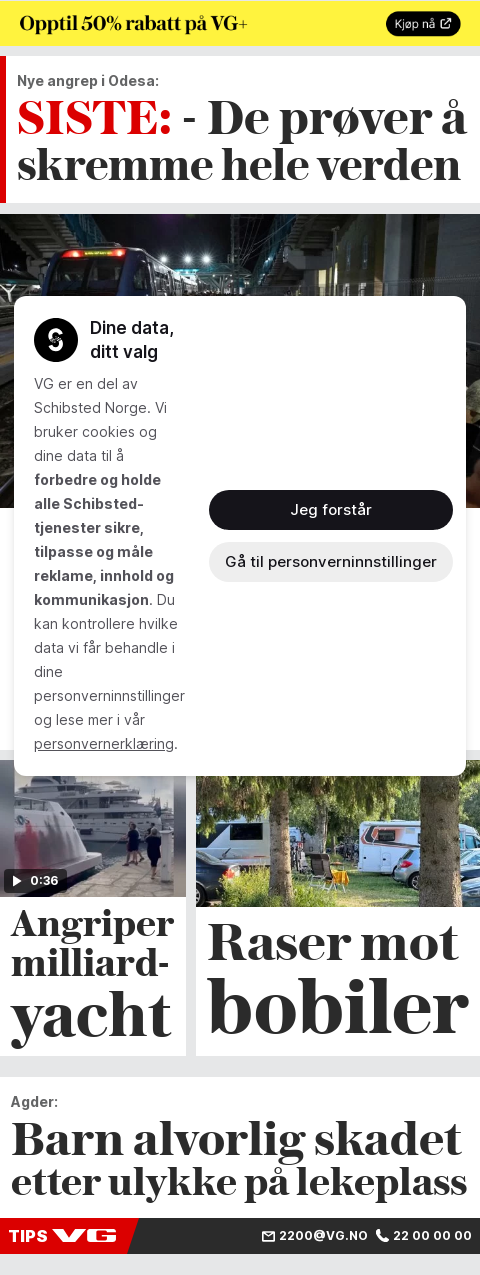 Opptil 50% rabatt på VG+
Kjøp nå
Nye angrep i Odesa:
SISTE: - De prøver å
skremme hele verden
Dine data,
ditt valg
VG er en del av
Schibsted Norge. Vi
bruker cookies og
dine data til å
forbedre og holde
alle Schibsted-
tjenester sikre,
tilpasse og måle
reklame, innhold og
kommunikasjon. Du
kan kontrollere hvilke
data vi får behandle i
dine
personverninnstillinger
og lese mer i vår
personvernerklæring.
Jeg forstår
Gå til personverninnstillinger
0:36
Angriper
milliard-
yacht
Raser mot
bobiler
Agder:
Barn alvorlig skadet
etter ulykke på lekeplass
TIPS VG
2200@VG.NO 22 00 00 00